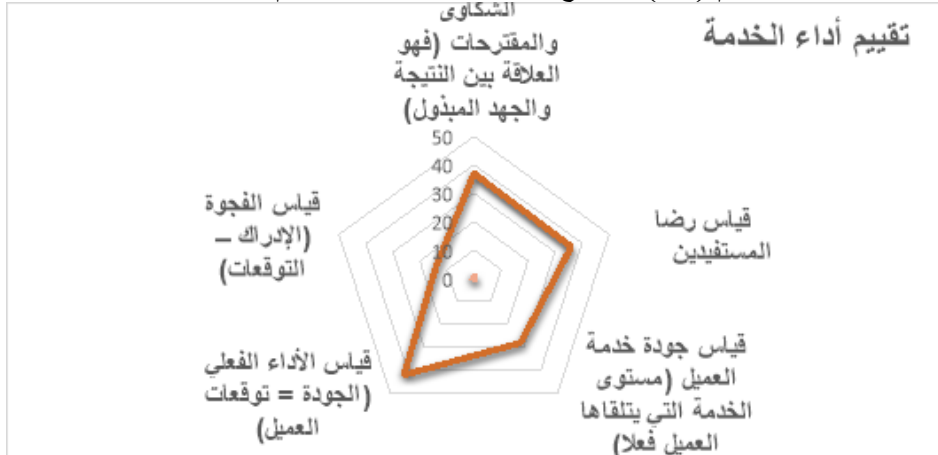 تقييم أداء الخدمة
الشكاوى
والمقترحات (فهو
العلاقة بين النتيجة
والجهد المبذول)
50
40
30
20
10
0
قياس رضا
المستفيدين
قياس جودة خدمة
العميل (مستوى
الخدمة التي يتلقاها
العميل فعلا)
قياس الأداء الفعلي
(الجودة = توقعات
العميل)
قياس الفجوة
(الإدراك –
التوقعات)